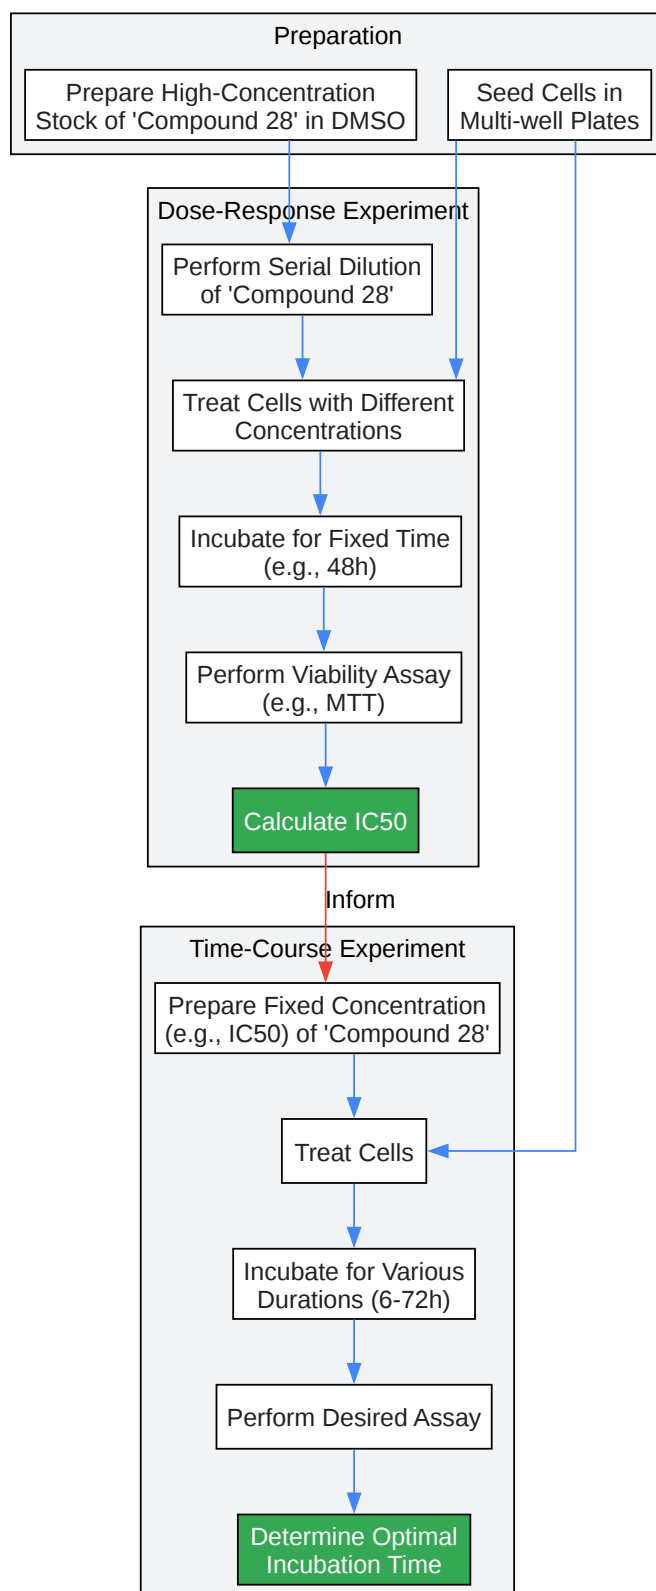 Preparation
Prepare High-Concentration
Stock of 'Compound 28' in DMSO
Seed Cells in
Multi-well Plates
Dose-Response Experiment
Perform Serial Dilution
of 'Compound 28'
Treat Cells with Different
Concentrations
Incubate for Fixed Time
(e.g., 48h)
Perform Viability Assay
(e.g., MTT)
Calculate IC50
Inform
Time-Course Experiment
Prepare Fixed Concentration
(e.g., IC50) of 'Compound 28'
Treat Cells
Incubate for Various
Durations (6-72h)
Perform Desired Assay
Determine Optimal
Incubation Time